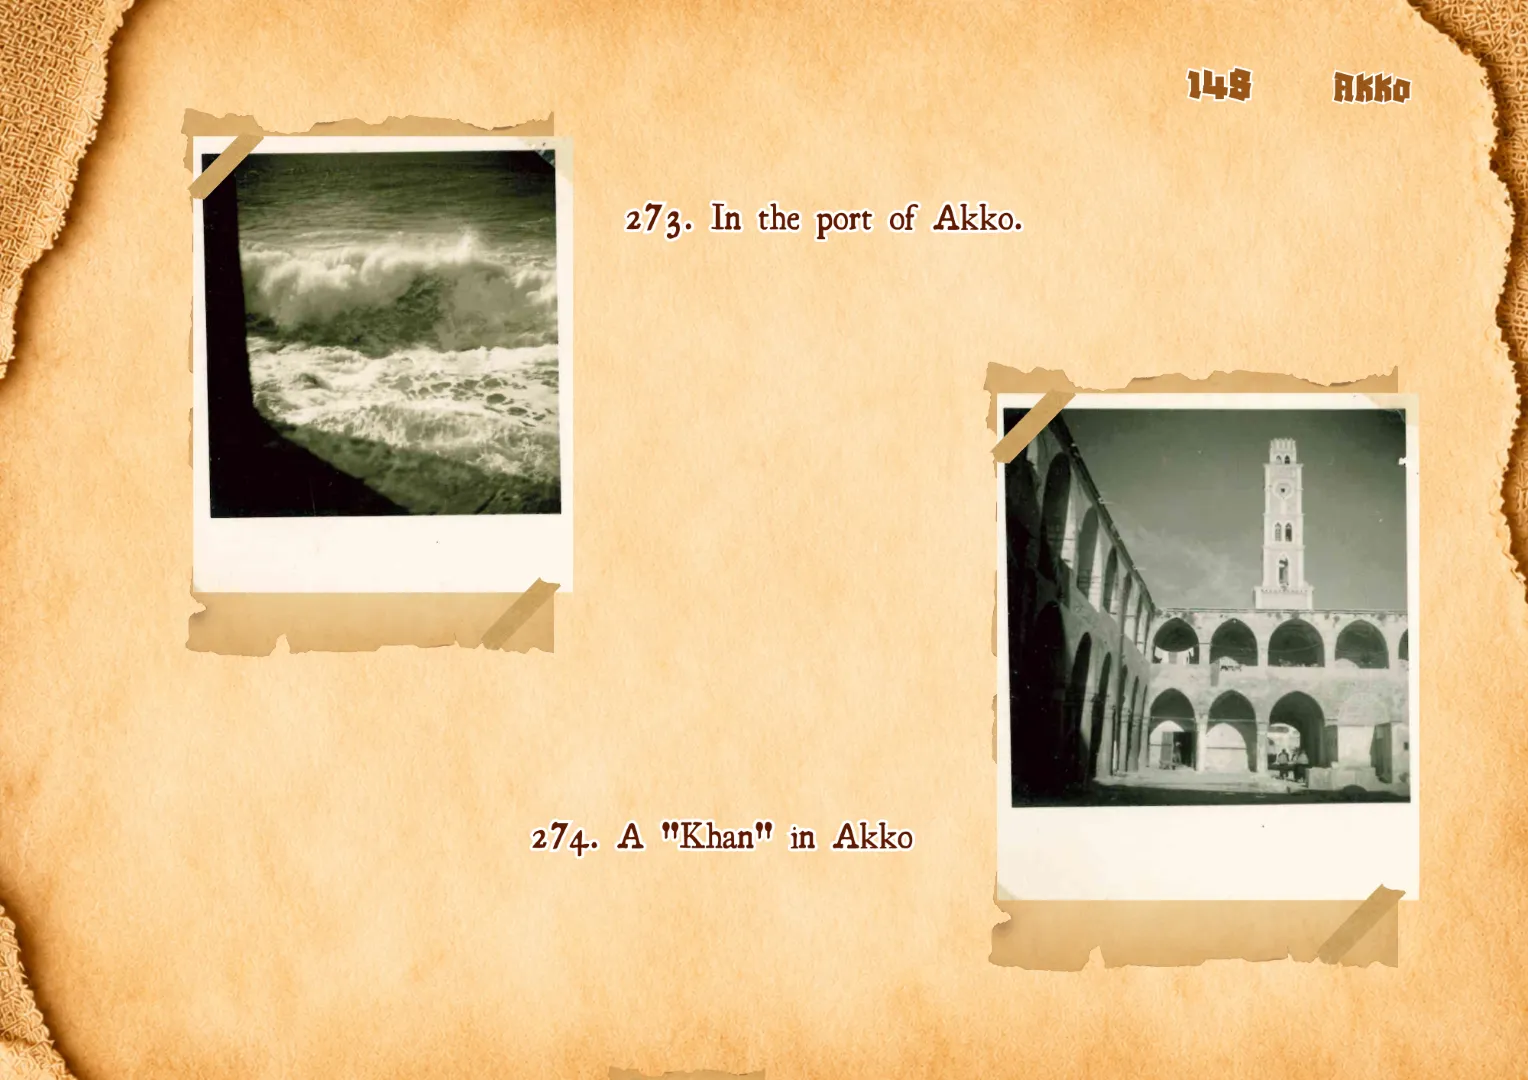 148 Akko
273. In the port of Akko.
274. A "Khan" in Akko